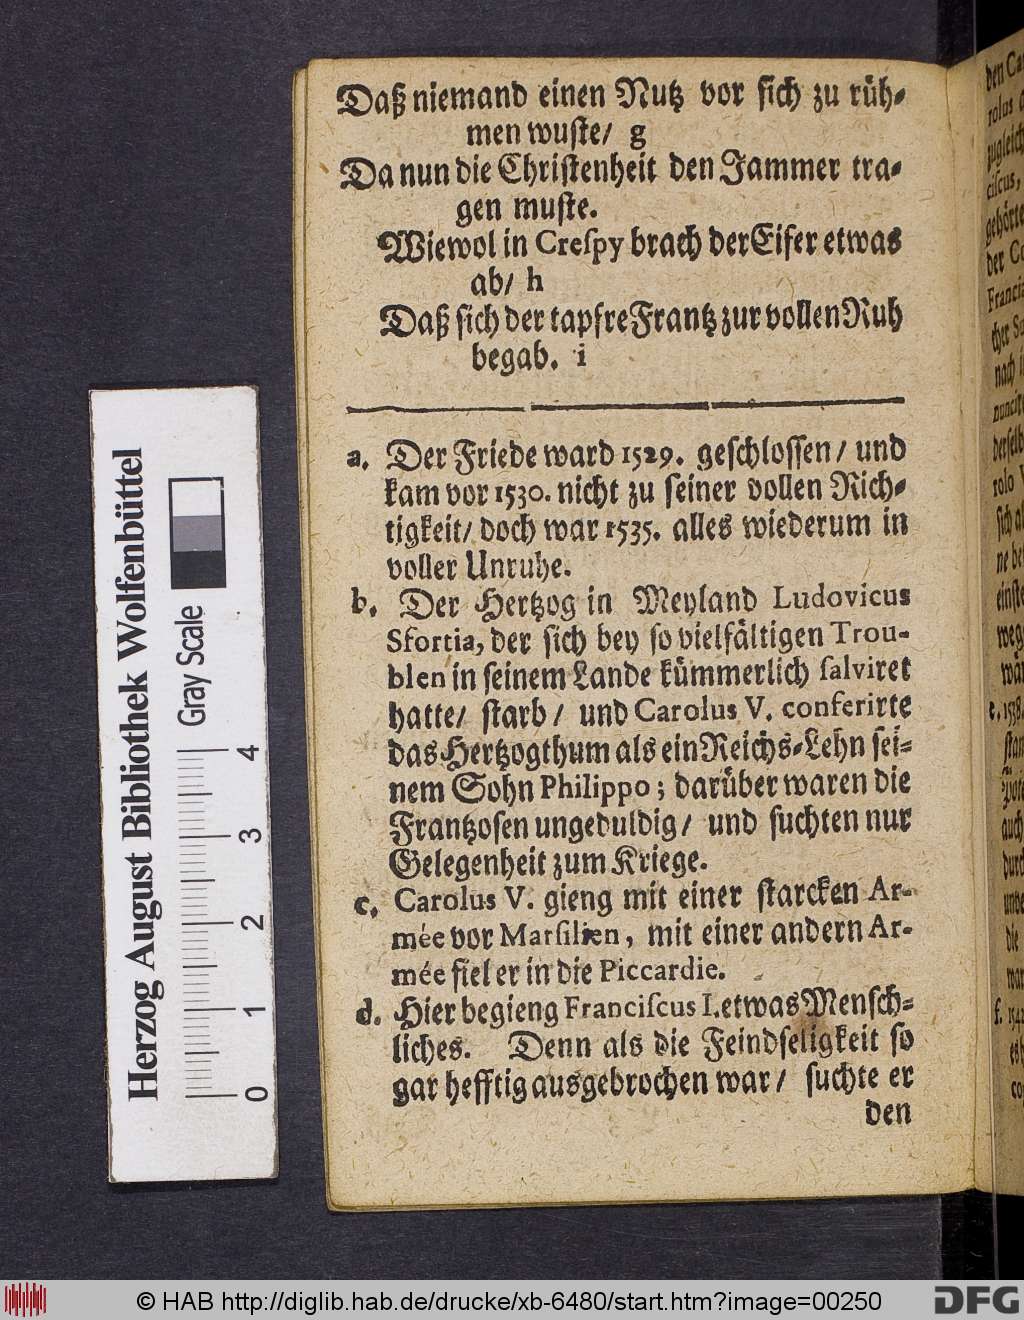 Daß niemand einen Nutz vor sich zu rüh-
men wuste/ g
Da nun die Christenheit den Jammer tra-
gen muste.
Wiewol in Creſpy brach der Eifer etwas
ab/ h
Daß sich der tapfre Frantz zur vollen Ruh
begab. i
a. Der Friede ward 1529. geschlossen/ und
kam vor 1530. nicht zu seiner vollen Rich-
tigkeit/ doch war 1535. alles wiederum in
voller Unruhe.
b. Der Hertzog in Meyland Ludovicus
Sfortia, der sich bey so vielfältigen Trou-
blen in seinem Lande kümmerlich ſalviret
hatte/ starb/ und Carolus V. conferirte
das Hertzogthum als ein Reichs-Lehn sei-
nem Sohn Philippo; darüber waren die
Frantzosen ungeduldig/ und suchten nur
Gelegenheit zum Kriege.
c. Carolus V. gieng mit einer starcken Ar-
mée vor Marſilien, mit einer andern Ar-
mée fiel er in die Piccardie.
d. Hier begieng Franciſcus I. etwas Mensch-
liches. Denn als die Feindseligkeit so
gar hefftig ausgebrochen war/ suchte er
den
Herzog August Bibliothek Wolfenbüttel
Gray Scale
0 1 2 3 4
© HAB http://diglib.hab.de/drucke/xb-6480/start.htm?image=00250
DFG